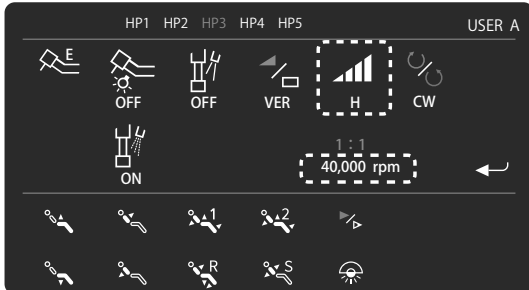 HP1 HP2 HP3 HP4 HP5 USER A
E
OFF OFF VER H CW
ON
1 : 1
40,000 rpm
1 2
R S